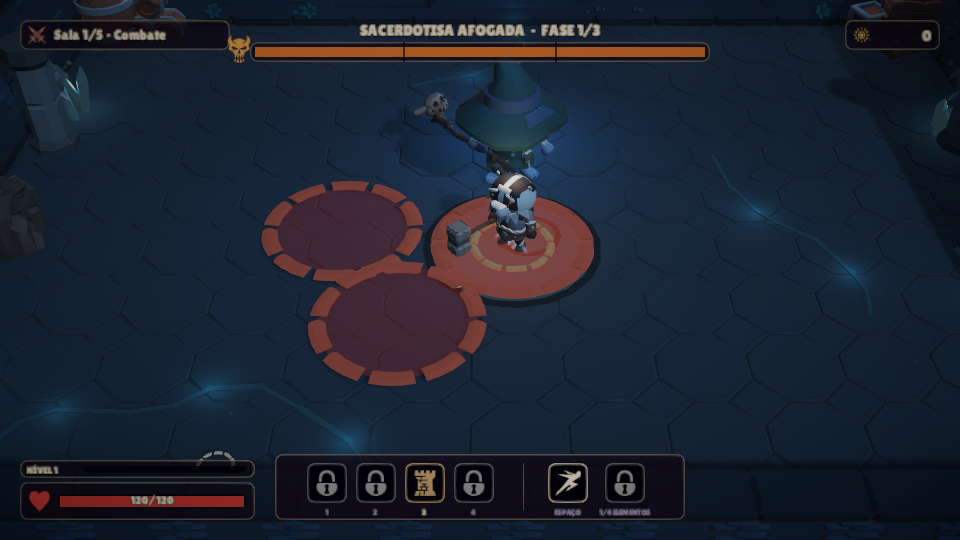 Sala 1/5 - Combate
SACERDOTISA AFOGADA - FASE 1/3
0
NÍVEL 1
120/120
1
2
3
4
ESPAÇO
1/4 ELEMENTOS